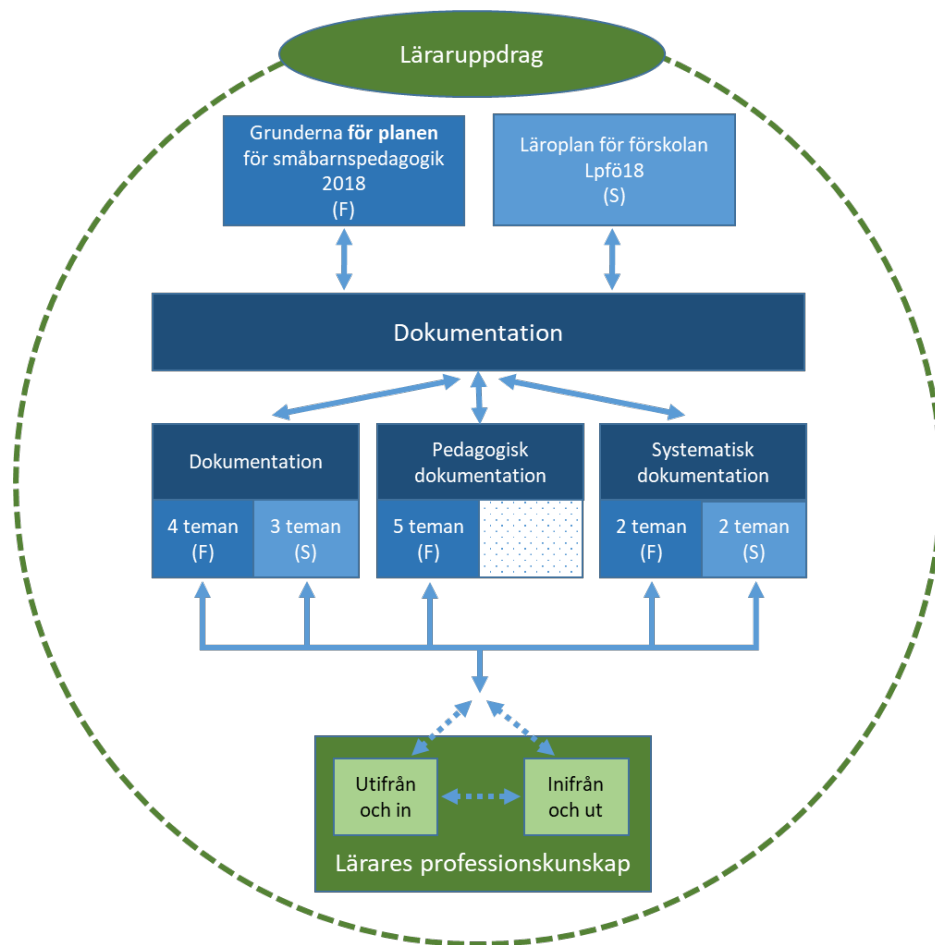 Läraruppdrag
Grunderna för planen
för småbarnspedagogik
2018
(F)
Läroplan för förskolan
Lpfö18
(S)
Dokumentation
Dokumentation
Pedagogisk
dokumentation
Systematisk
dokumentation
4 teman
(F)
3 teman
(S)
5 teman
(F)
2 teman
(F)
2 teman
(S)
Utifrån
och in
Inifrån
och ut
Lärares professionskunskap